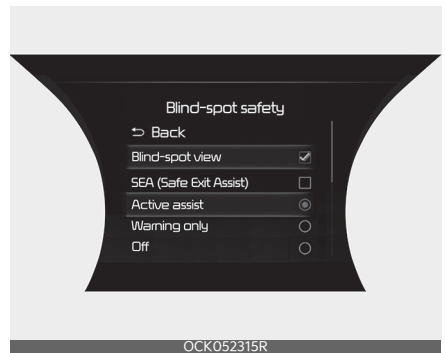 Blind-spot safety
⮌ Back
Blind-spot view
SEA (Safe Exit Assist)
Active assist
Warning only
Off
OCK052315R